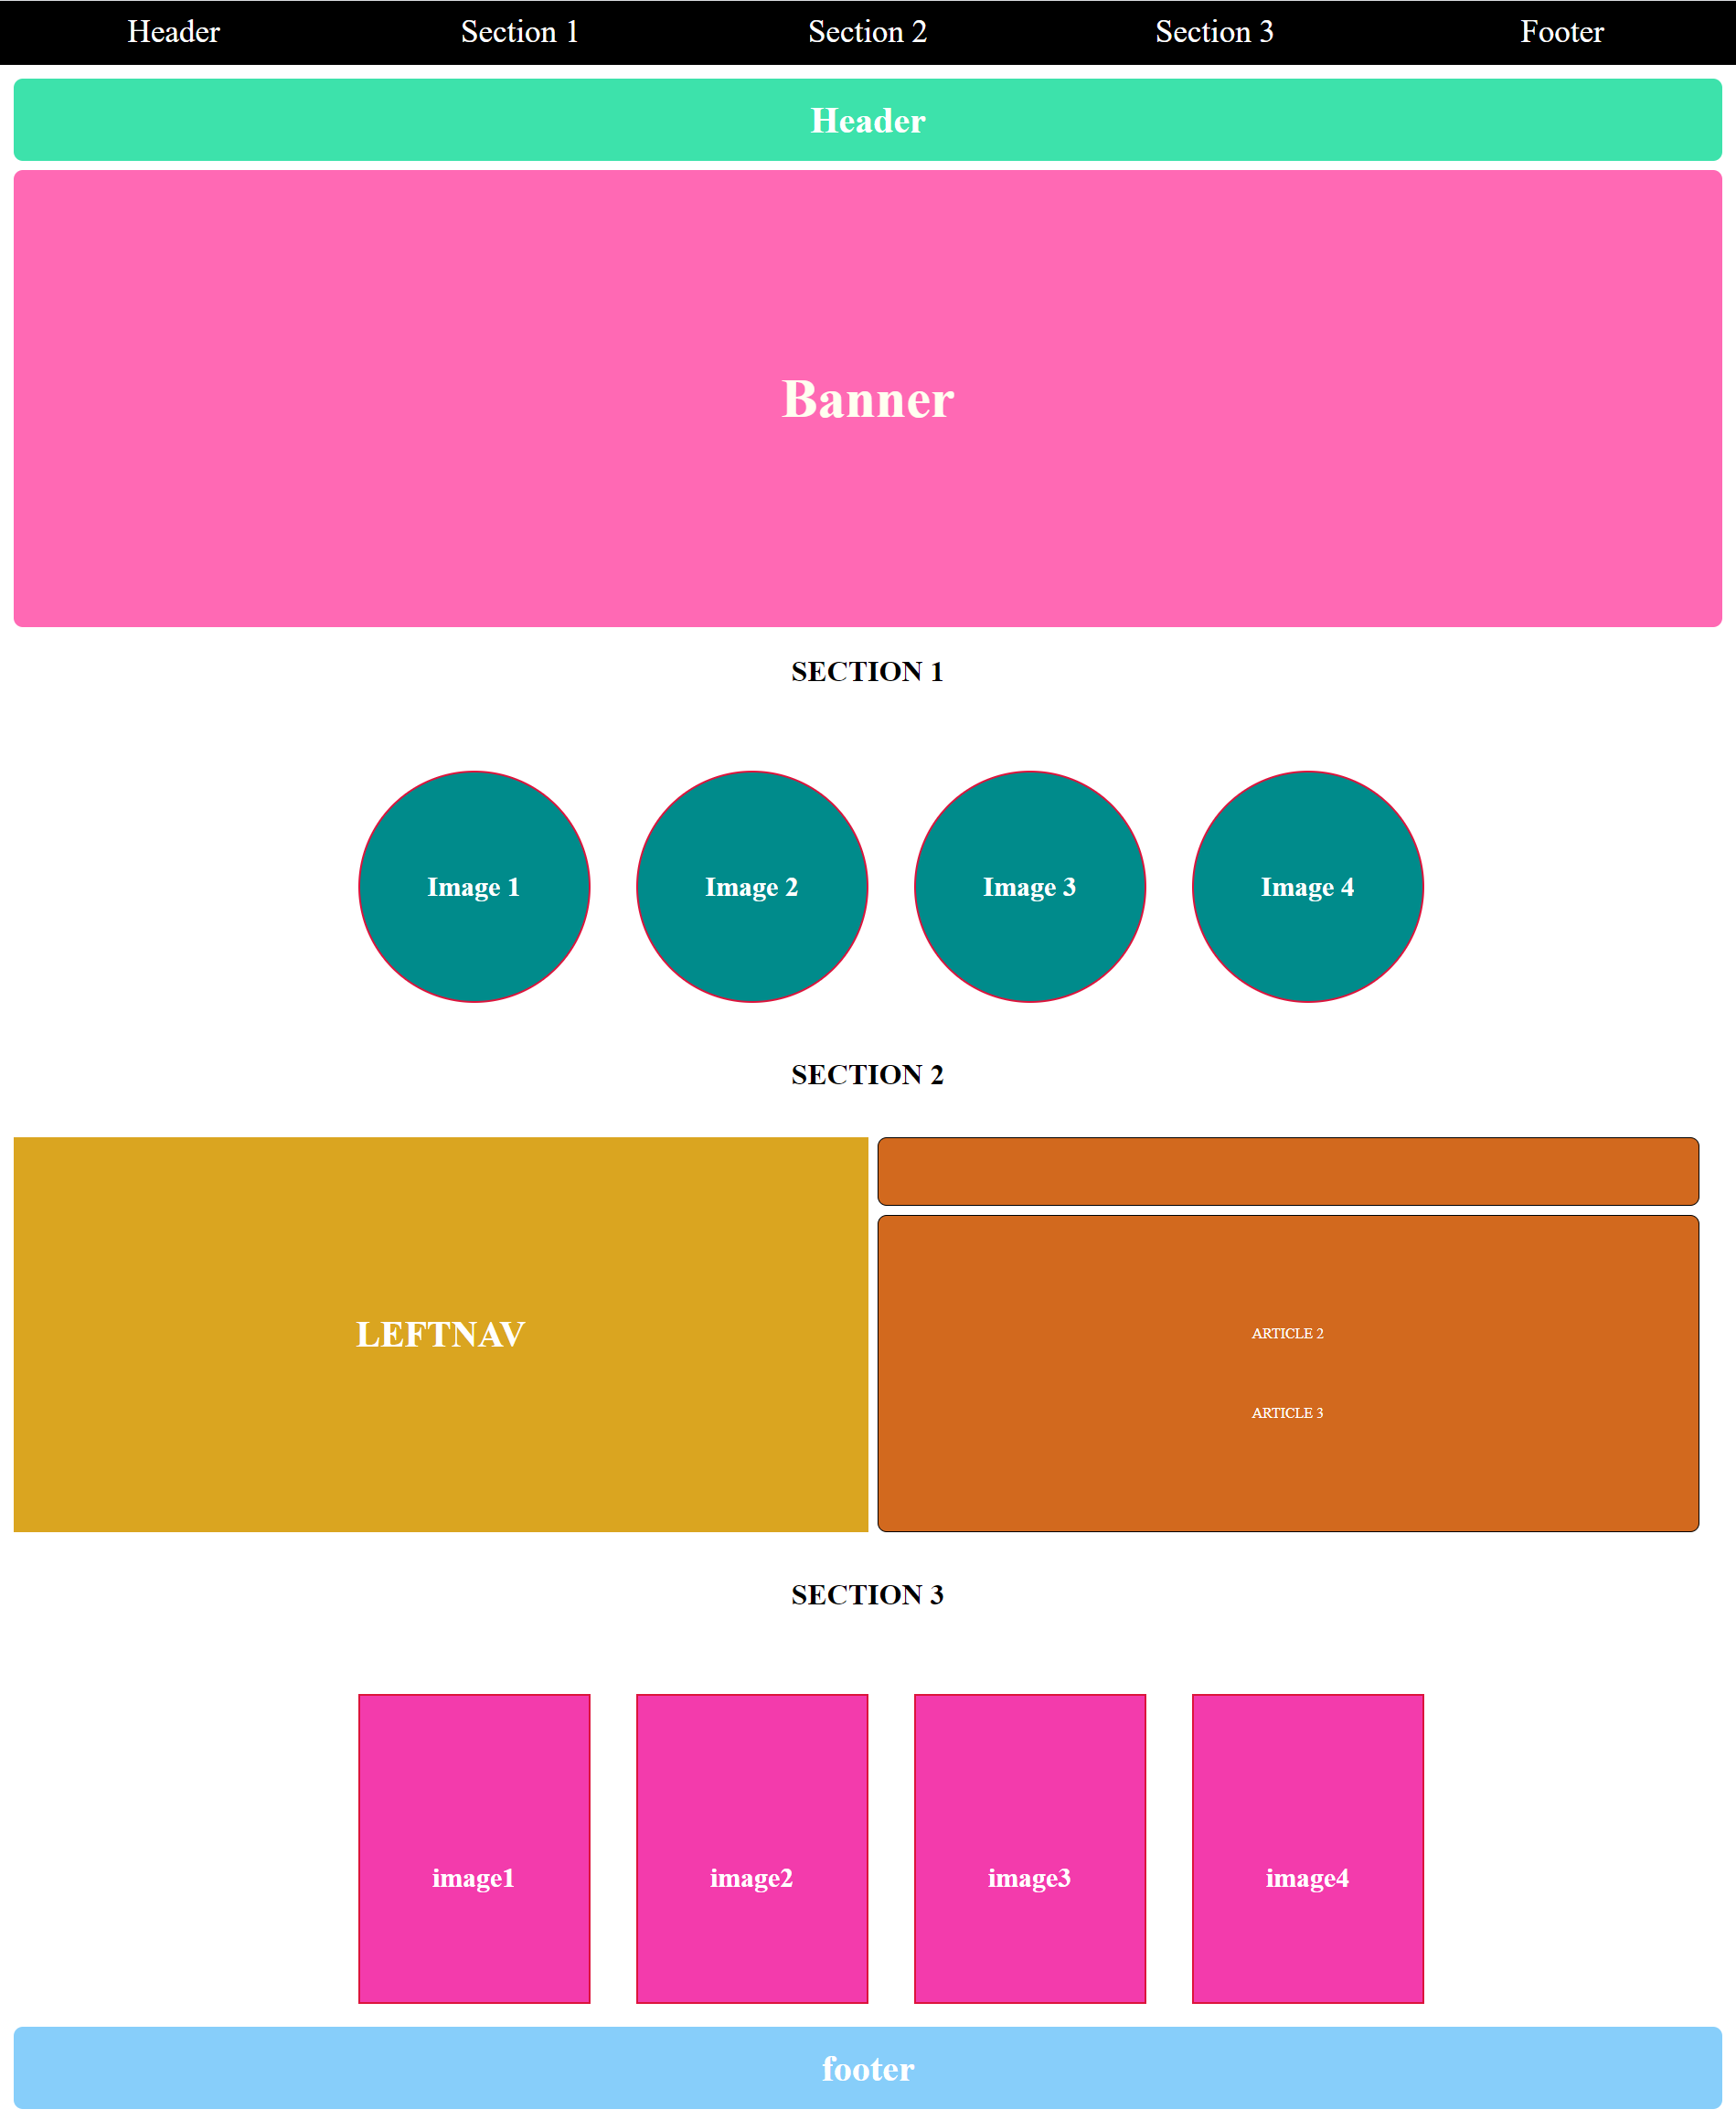 Header Section 1 Section 2 Section 3 Footer
Header
Banner
SECTION 1
Image 1 Image 2 Image 3 Image 4
SECTION 2
LEFTNAV
ARTICLE 2
ARTICLE 3
SECTION 3
image1 image2 image3 image4
footer